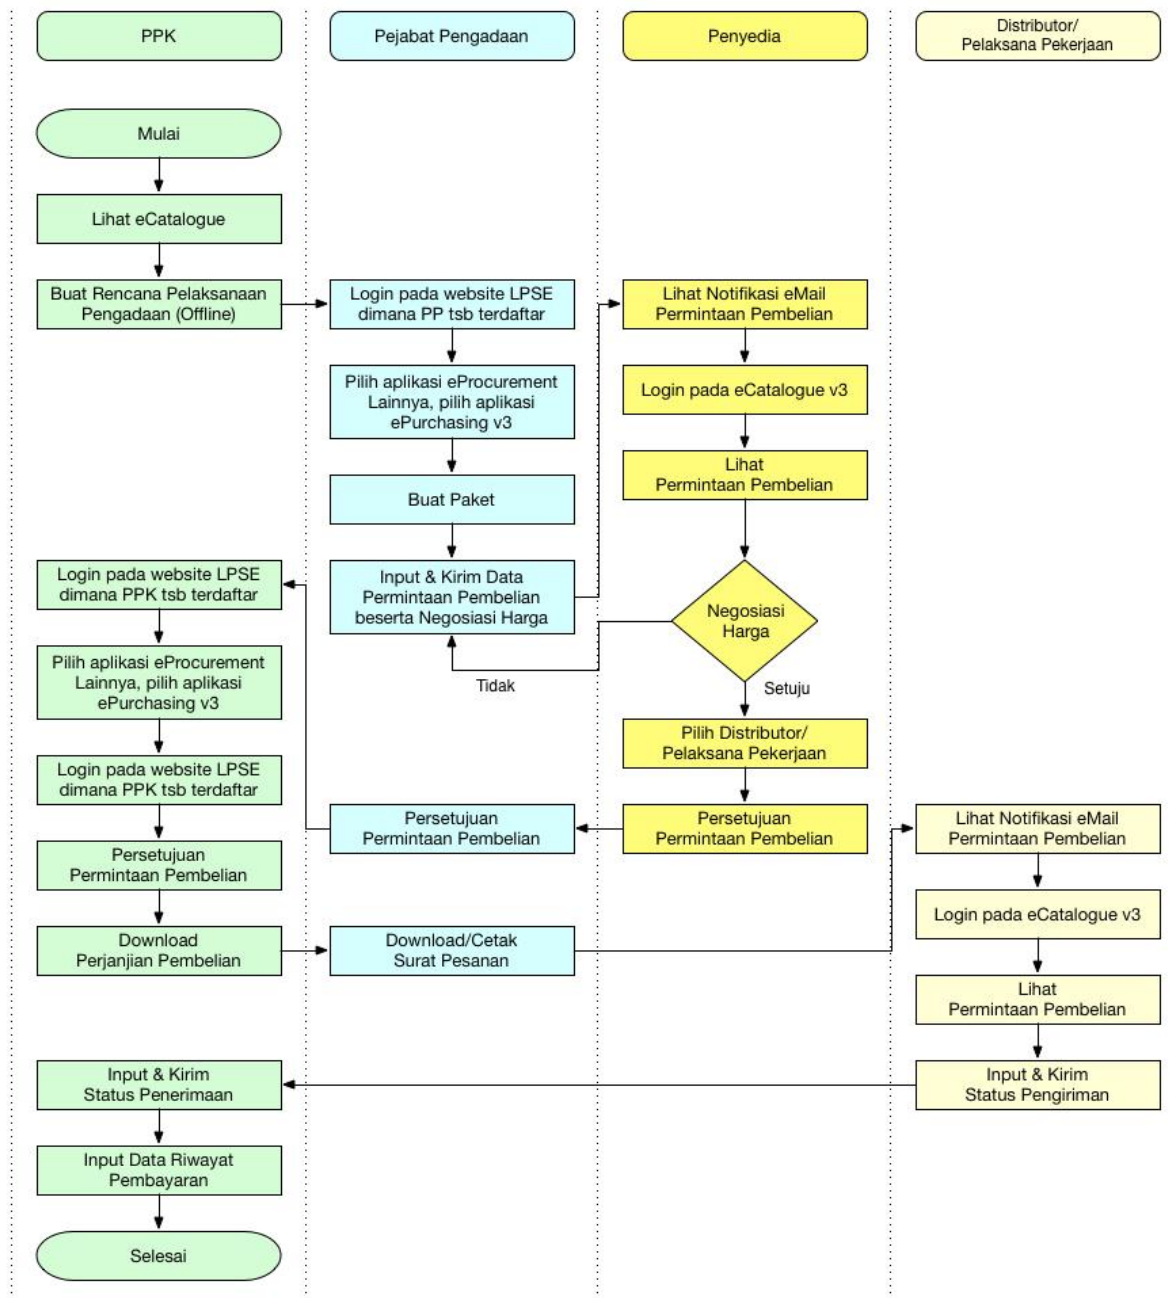 PPK
Pejabat Pengadaan
Penyedia
Distributor/
Pelaksana Pekerjaan
Mulai
Lihat eCatalogue
Buat Rencana Pelaksanaan
Pengadaan (Offline)
Login pada website LPSE
dimana PP tsb terdaftar
Pilih aplikasi eProcurement
Lainnya, pilih aplikasi
ePurchasing v3
Buat Paket
Input & Kirim Data
Permintaan Pembelian
beserta Negosiasi Harga
Lihat Notifikasi eMail
Permintaan Pembelian
Login pada eCatalogue v3
Lihat
Permintaan Pembelian
Negosiasi
Harga
Tidak
Setuju
Pilih Distributor/
Pelaksana Pekerjaan
Persetujuan
Permintaan Pembelian
Persetujuan
Permintaan Pembelian
Login pada website LPSE
dimana PPK tsb terdaftar
Pilih aplikasi eProcurement
Lainnya, pilih aplikasi
ePurchasing v3
Login pada website LPSE
dimana PPK tsb terdaftar
Persetujuan
Permintaan Pembelian
Download
Perjanjian Pembelian
Download/Cetak
Surat Pesanan
Lihat Notifikasi eMail
Permintaan Pembelian
Login pada eCatalogue v3
Lihat
Permintaan Pembelian
Input & Kirim
Status Pengiriman
Input & Kirim
Status Penerimaan
Input Data Riwayat
Pembayaran
Selesai